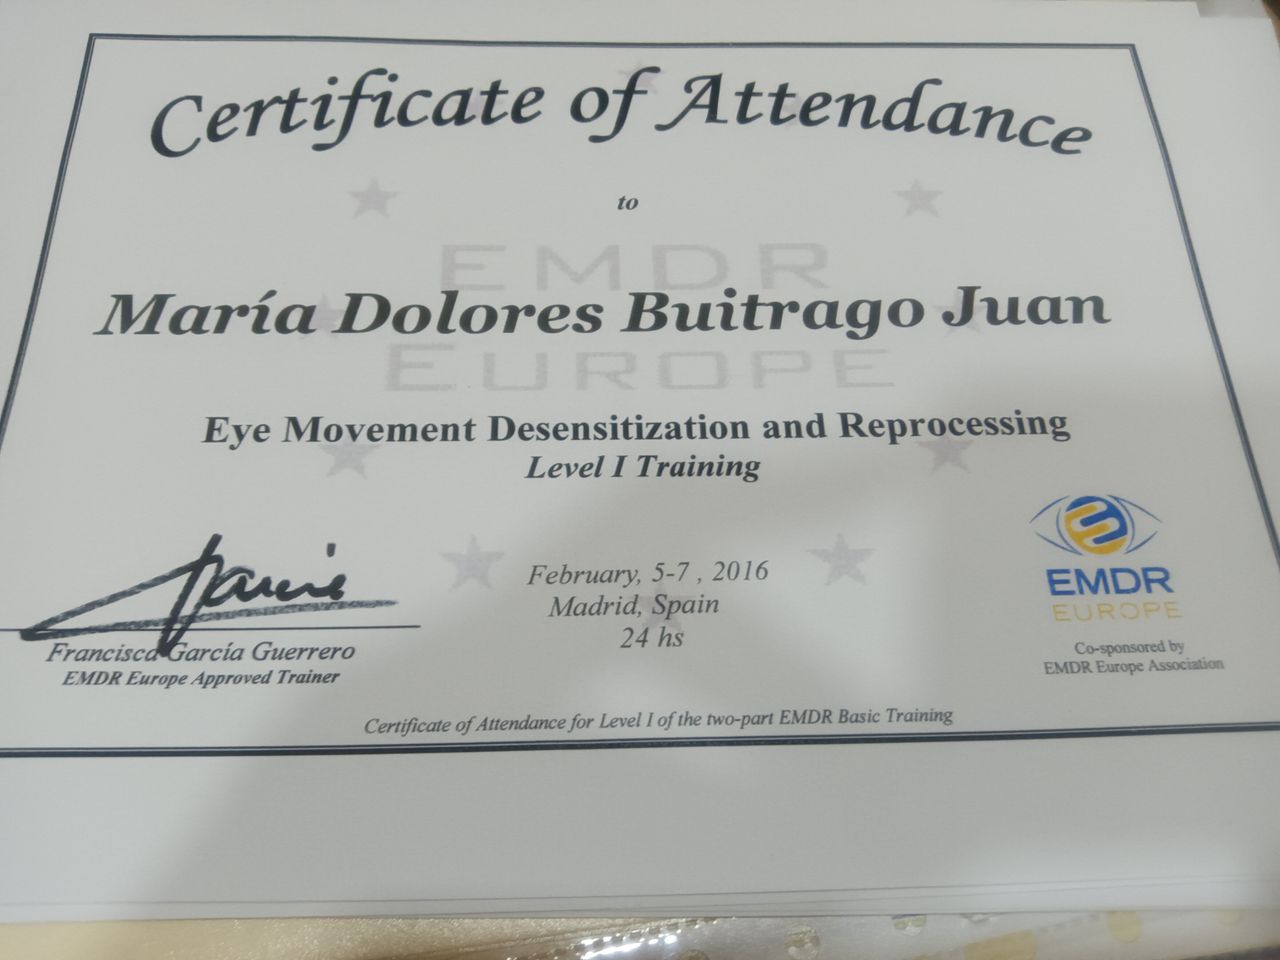 Certificate of Attendance
to
EMDR
María Dolores Buitrago Juan
EUROPE
Eye Movement Desensitization and Reprocessing
Level I Training
February, 5-7 , 2016
Madrid, Spain
24 hs
Francisca García Guerrero
EMDR Europe Approved Trainer
EMDR
EUROPE
Co-sponsored by
EMDR Europe Association
Certificate of Attendance for Level I of the two-part EMDR Basic Training